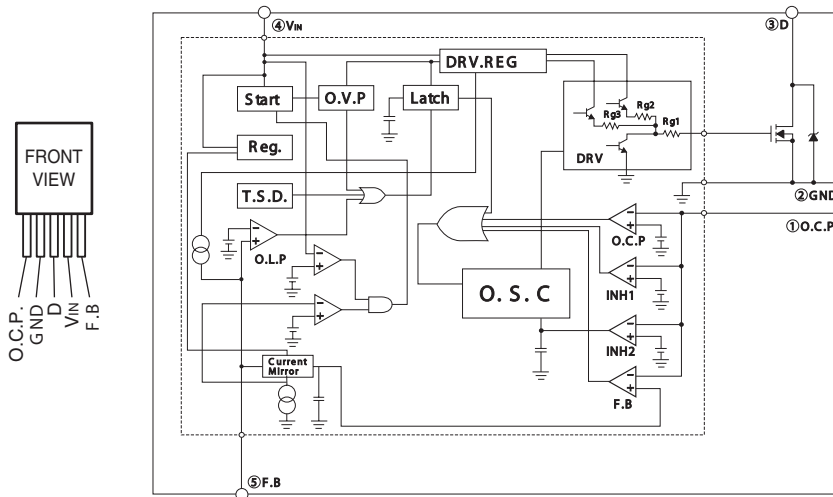 ④VIN
③D
DRV.REG
Start
O.V.P
Latch
Rg2
Rg3
Rg1
DRV
Reg.
T.S.D.
②GND
①O.C.P
O.L.P
O.C.P
INH1
O. S. C
INH2
Current
Mirror
F.B
⑤F.B
FRONT
VIEW
O.C.P.
GND
D
VIN
F.B